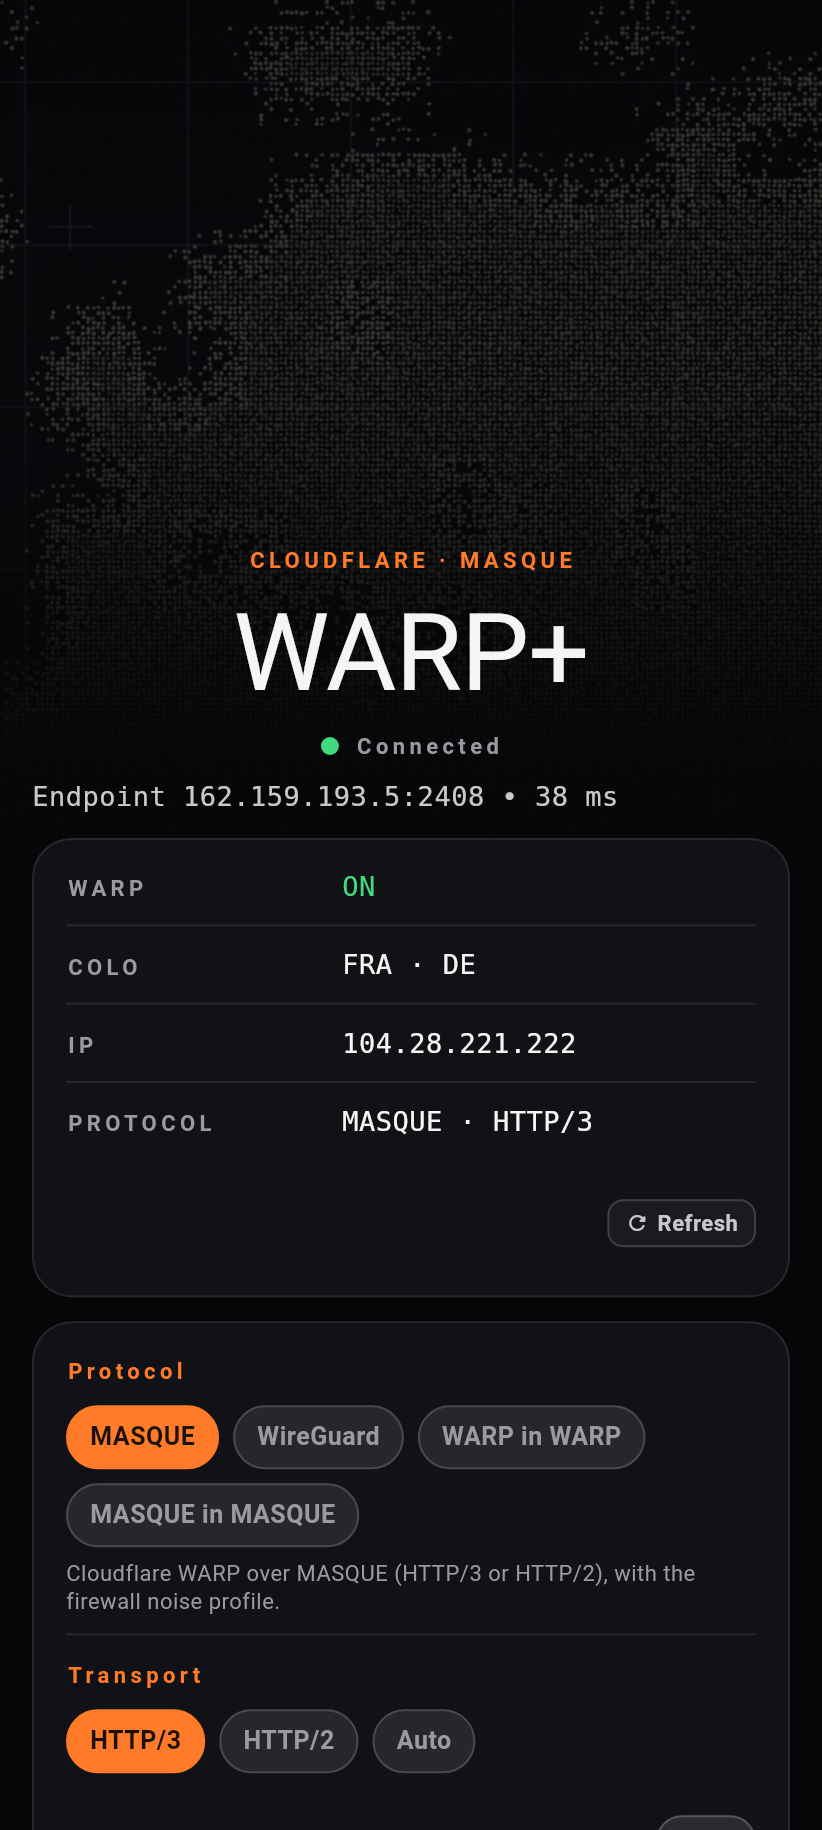 CLOUDFLARE · MASQUE
WARP+
Connected
Endpoint 162.159.193.5:2408 • 38 ms
WARP ON
COLO FRA · DE
IP 104.28.221.222
PROTOCOL MASQUE · HTTP/3
Refresh
Protocol
MASQUE WireGuard WARP in WARP
MASQUE in MASQUE
Cloudflare WARP over MASQUE (HTTP/3 or HTTP/2), with the
firewall noise profile.
Transport
HTTP/3 HTTP/2 Auto